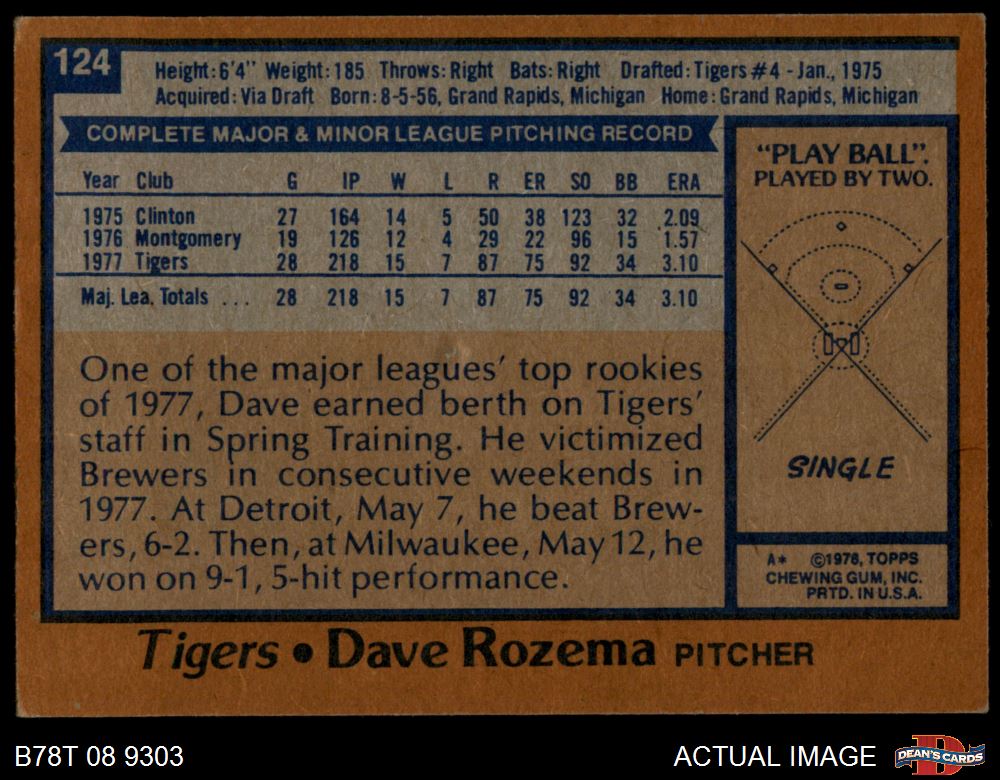 124
Height:6'4" Weight:185 Throws:Right Bats:Right Drafted:Tigers #4 - Jan., 1975
Acquired:Via Draft Born:8-5-56, Grand Rapids, Michigan Home:Grand Rapids, Michigan
COMPLETE MAJOR & MINOR LEAGUE PITCHING RECORD
Year Club G IP W L R ER SO BB ERA
1975 Clinton 27 164 14 5 50 38 123 32 2.09
1976 Montgomery 19 126 12 4 29 22 96 15 1.57
1977 Tigers 28 218 15 7 87 75 92 34 3.10
Maj. Lea. Totals ... 28 218 15 7 87 75 92 34 3.10
One of the major leagues' top rookies
of 1977, Dave earned berth on Tigers'
staff in Spring Training. He victimized
Brewers in consecutive weekends in
1977. At Detroit, May 7, he beat Brew-
ers, 6-2. Then, at Milwaukee, May 12, he
won on 9-1, 5-hit performance.
"PLAY BALL".
PLAYED BY TWO.
SINGLE
A* ©1978, TOPPS
CHEWING GUM, INC.
PRTD. IN U.S.A.
Tigers • Dave Rozema PITCHER
B78T 08 9303
ACTUAL IMAGE
DEAN'S CARDS